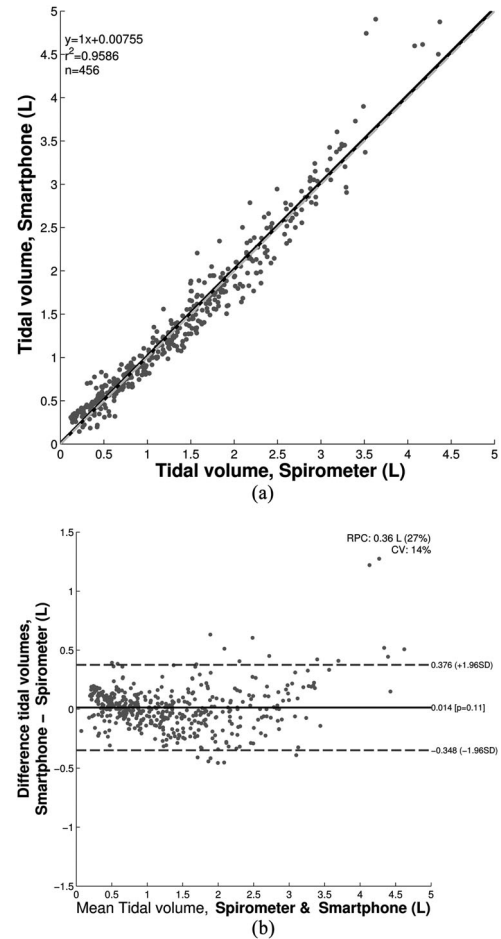 y=1x+0.00755
r²=0.9586
n=456
5
4.5
4
3.5
3
2.5
2
1.5
1
0.5
0
0 0.5 1 1.5 2 2.5 3 3.5 4 4.5 5
Tidal volume, Smartphone (L)
Tidal volume, Spirometer (L)
(a)
RPC: 0.36 L (27%)
CV: 14%
1.5
1
0.5
0
−0.5
−1
−1.5
0.376 (+1.96SD)
0.014 [p=0.11]
−0.348 (−1.96SD)
0.5 1 1.5 2 2.5 3 3.5 4 4.5 5
Difference tidal volumes,
Smartphone − Spirometer (L)
Mean Tidal volume, Spirometer & Smartphone (L)
(b)